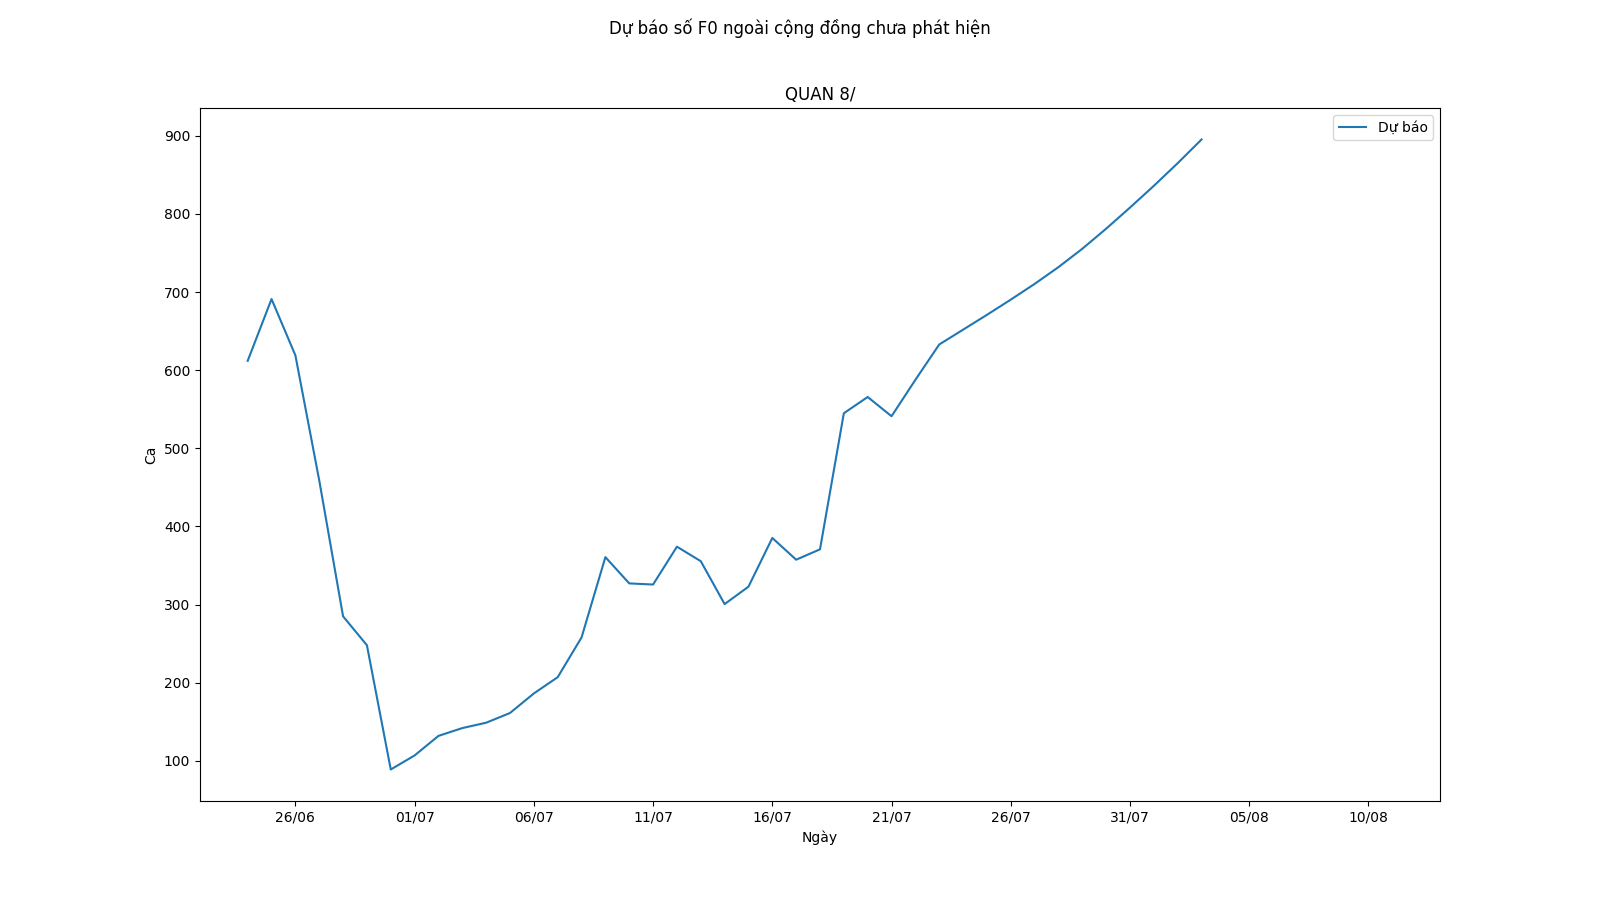 Dự báo số F0 ngoài cộng đồng chưa phát hiện
QUAN 8/
Dự báo
900
800
700
600
500
400
300
200
100
Ca
26/06 01/07 06/07 11/07 16/07 21/07 26/07 31/07 05/08 10/08
Ngày